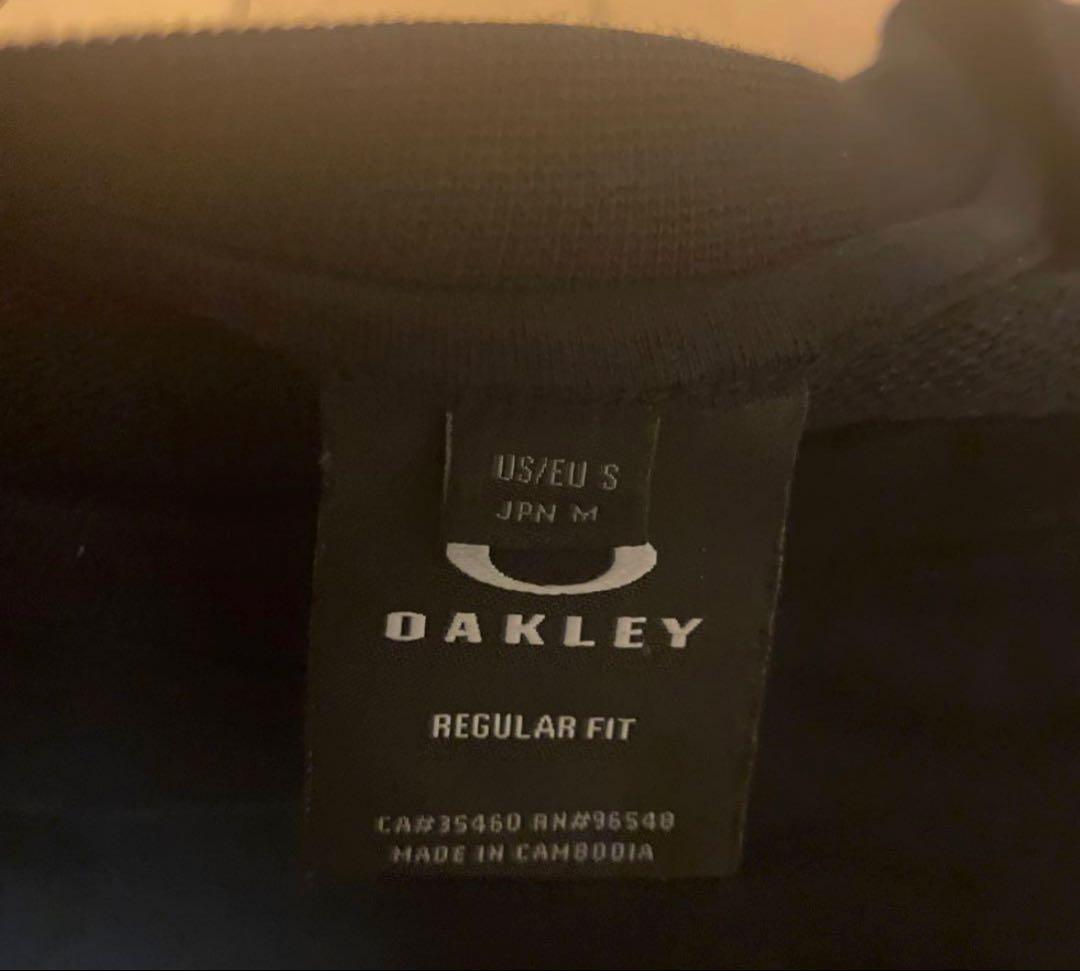 US/EU S
JPN M
OAKLEY
REGULAR FIT
CA#35460 RN#96548
MADE IN CAMBODIA